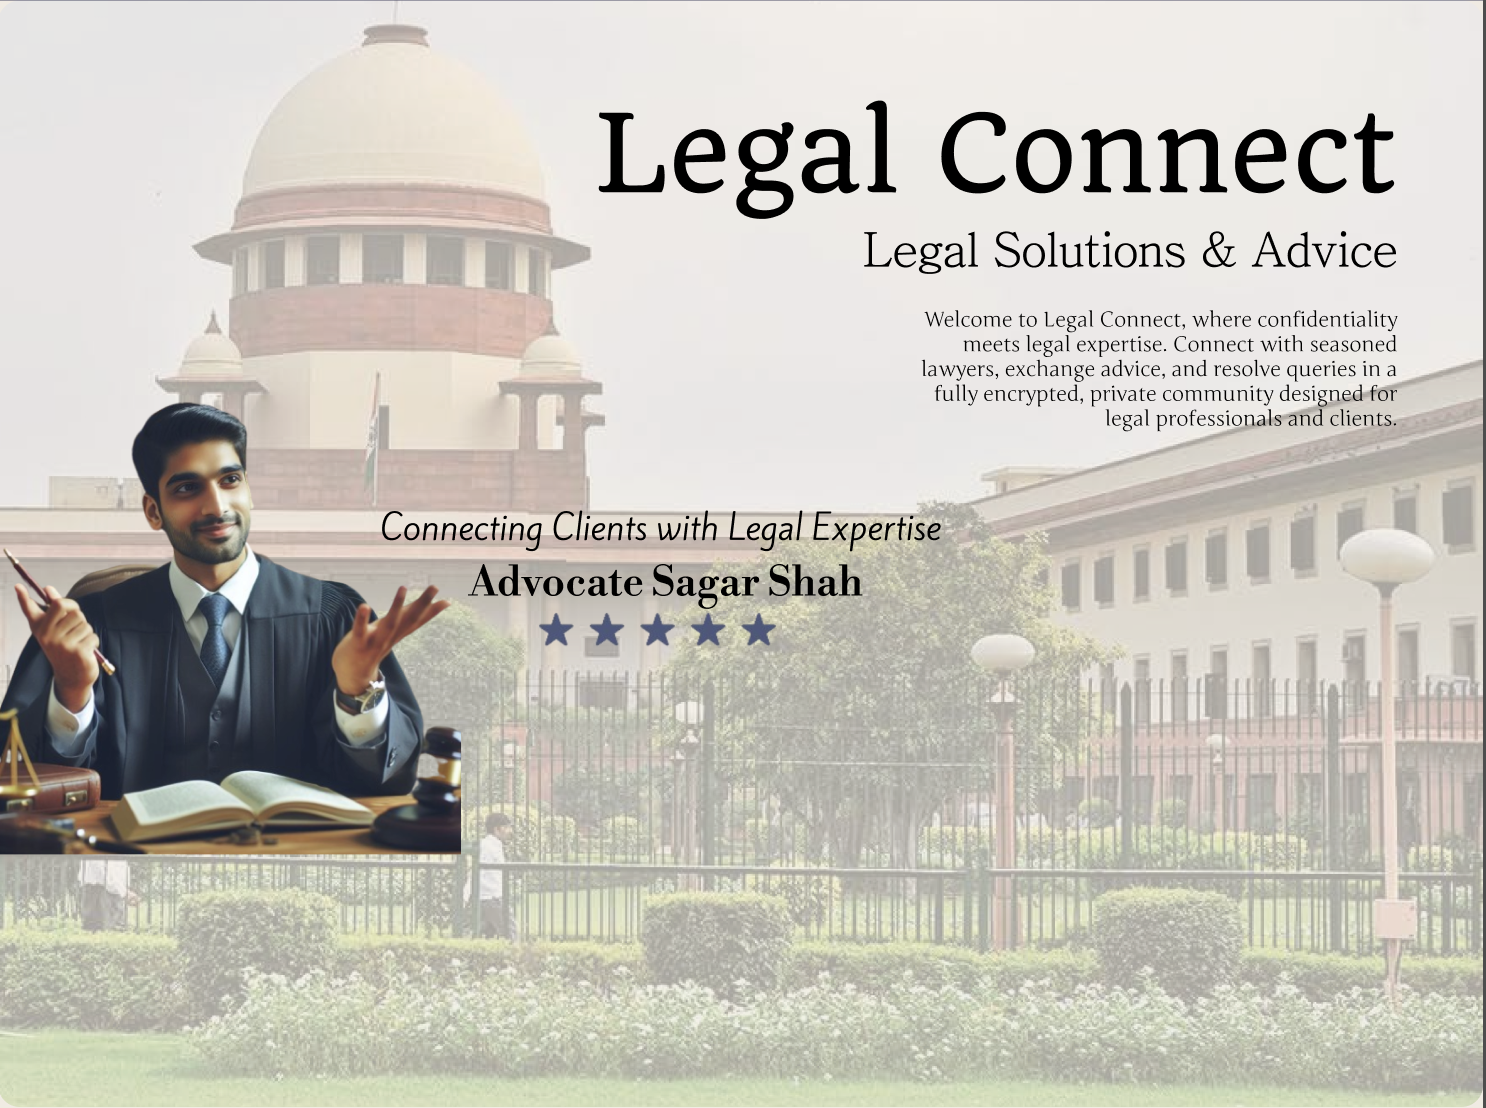 Legal Connect
Legal Solutions & Advice
Welcome to Legal Connect, where confidentiality
meets legal expertise. Connect with seasoned
lawyers, exchange advice, and resolve queries in a
fully encrypted, private community designed for
legal professionals and clients.
Connecting Clients with Legal Expertise
Advocate Sagar Shah